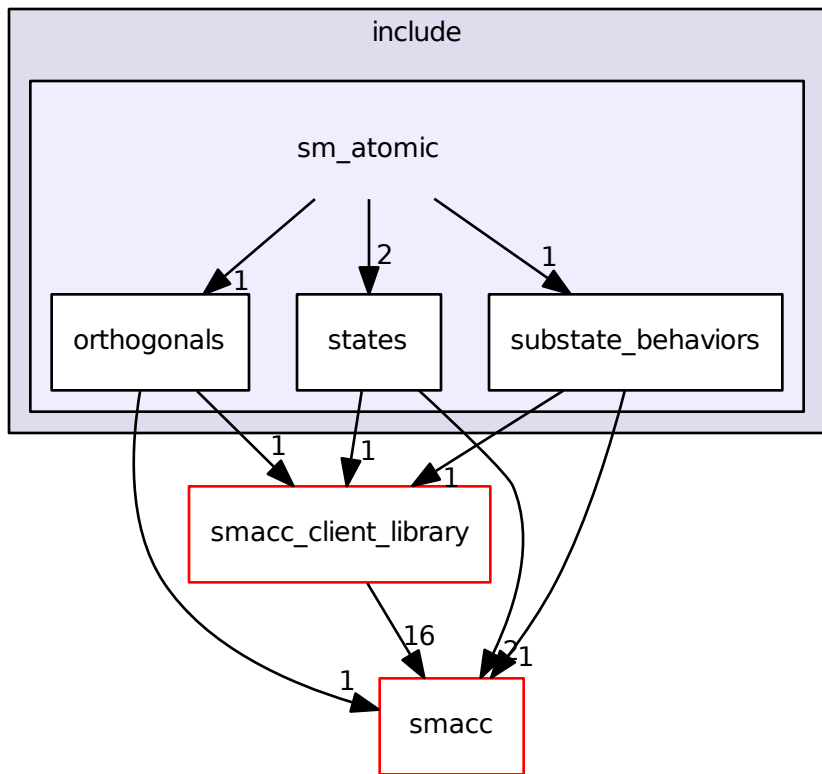 include
sm_atomic
1
2
1
orthogonals
states
substate_behaviors
1
1
1
smacc_client_library
16
2
1
1
smacc